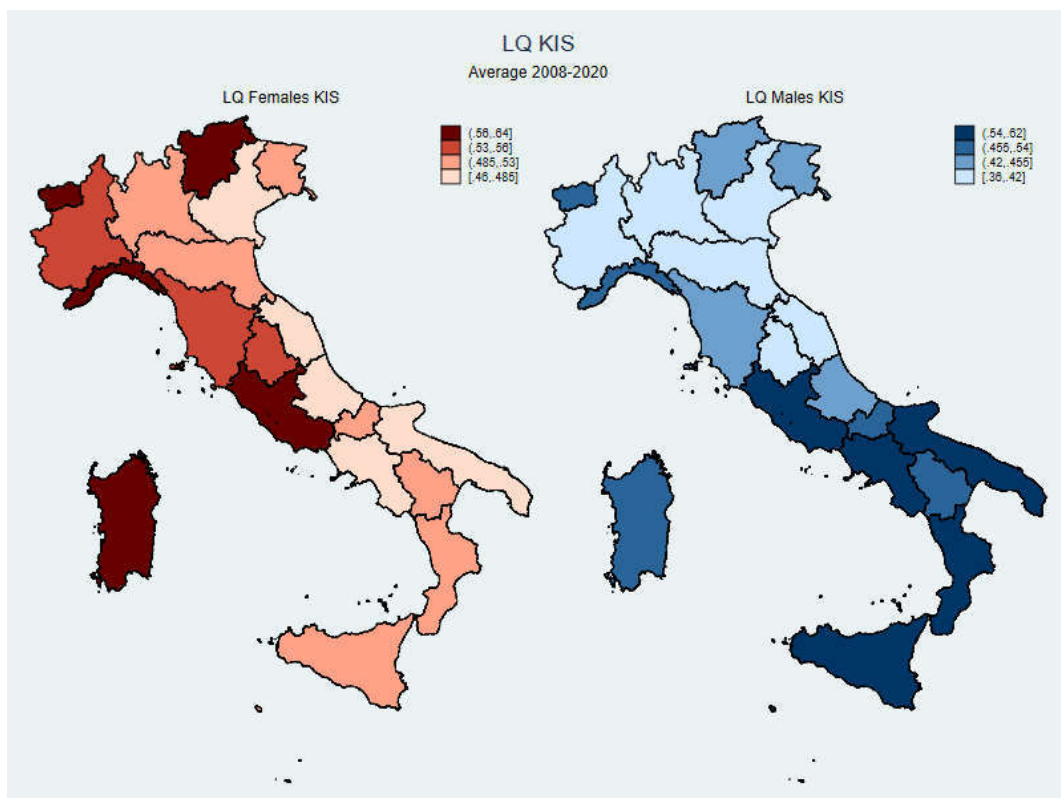 LQ KIS
Average 2008-2020
LQ Females KIS
(.56,.64]
(.53,.56]
(.485,.53]
[.46,.485]
LQ Males KIS
(.54,.62]
(.455,.54]
(.42,.455]
[.36,.42]